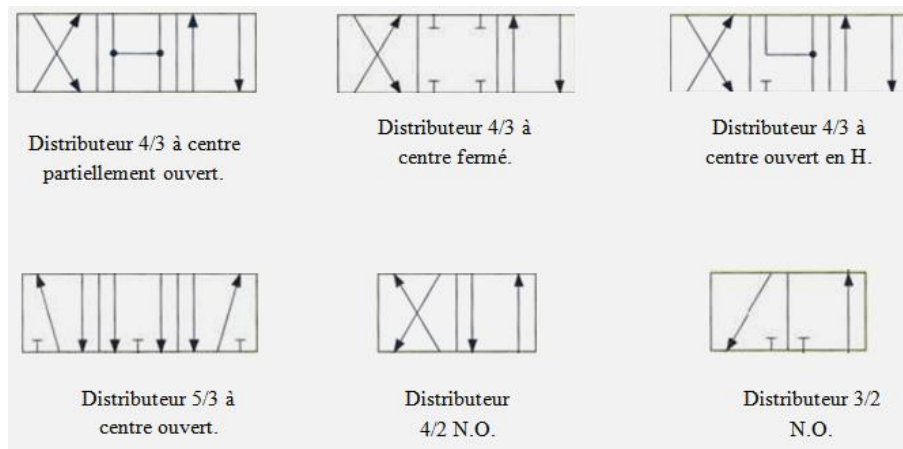 Distributeur 4/3 à centre
partiellement ouvert.
Distributeur 4/3 à
centre fermé.
Distributeur 4/3 à
centre ouvert en H.
Distributeur 5/3 à
centre ouvert.
Distributeur
4/2 N.O.
Distributeur 3/2
N.O.